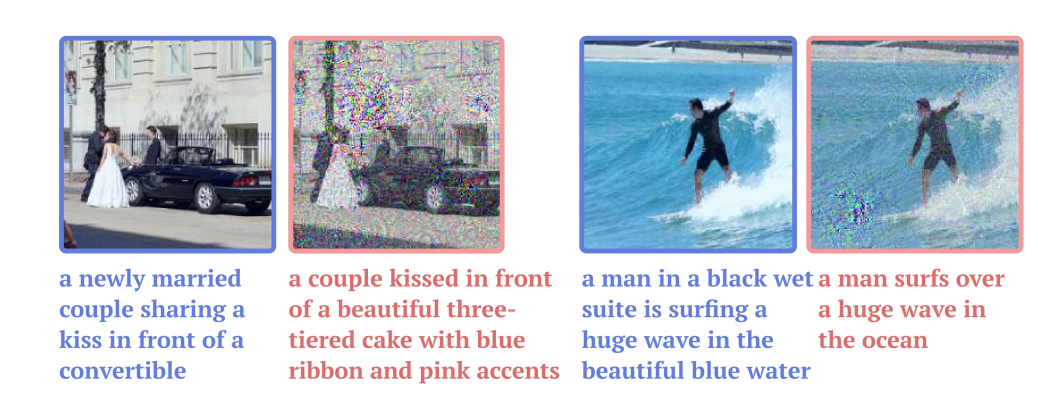 a newly married
couple sharing a
kiss in front of a
convertible
a couple kissed in front
of a beautiful three-
tiered cake with blue
ribbon and pink accents
a man in a black wet
suite is surfing a
huge wave in the
beautiful blue water
a man surfs over
a huge wave in
the ocean